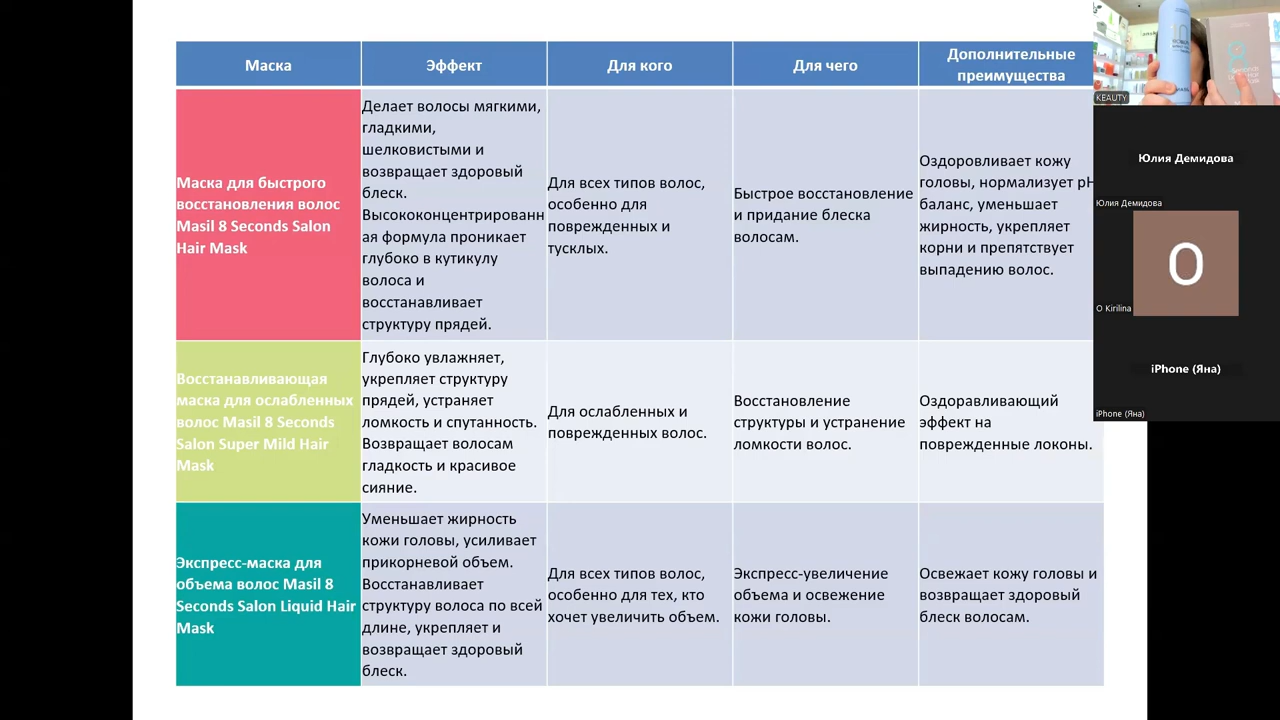 Маска
Эффект
Для кого
Для чего
Дополнительные
преимущества
Маска для быстрого
восстановления волос
Masil 8 Seconds Salon
Hair Mask
Делает волосы мягкими,
гладкими,
шелковистыми и
возвращает здоровый
блеск.
Высококонцентрированн
ая формула проникает
глубоко в кутикулу
волоса и
восстанавливает
структуру прядей.
Для всех типов волос,
особенно для
поврежденных и
тусклых.
Быстрое восстановление
и придание блеска
волосам.
Оздоровливает кожу
головы, нормализует pH
баланс, уменьшает
жирность, укрепляет
корни и препятствует
выпадению волос.
Восстанавливающая
маска для ослабленных
волос Masil 8 Seconds
Salon Super Mild Hair
Mask
Глубоко увлажняет,
укрепляет структуру
прядей, устраняет
ломкость и спутанность.
Возвращает волосам
гладкость и красивое
сияние.
Для ослабленных и
поврежденных волос.
Восстановление
структуры и устранение
ломкости волос.
Оздоравливающий
эффект на
поврежденные локоны.
Экспресс-маска для
объема волос Masil 8
Seconds Salon Liquid Hair
Mask
Уменьшает жирность
кожи головы, усиливает
прикорневой объем.
Восстанавливает
структуру волоса по всей
длине, укрепляет и
возвращает здоровый
блеск.
Для всех типов волос,
особенно для тех, кто
хочет увеличить объем.
Экспресс-увеличение
объема и освежение
кожи головы.
Освежает кожу головы и
возвращает здоровый
блеск волосам.
KEAUTY
Юлия Демидова
Юлия Демидова
O
O Kirilina
iPhone (Яна)
iPhone (Яна)